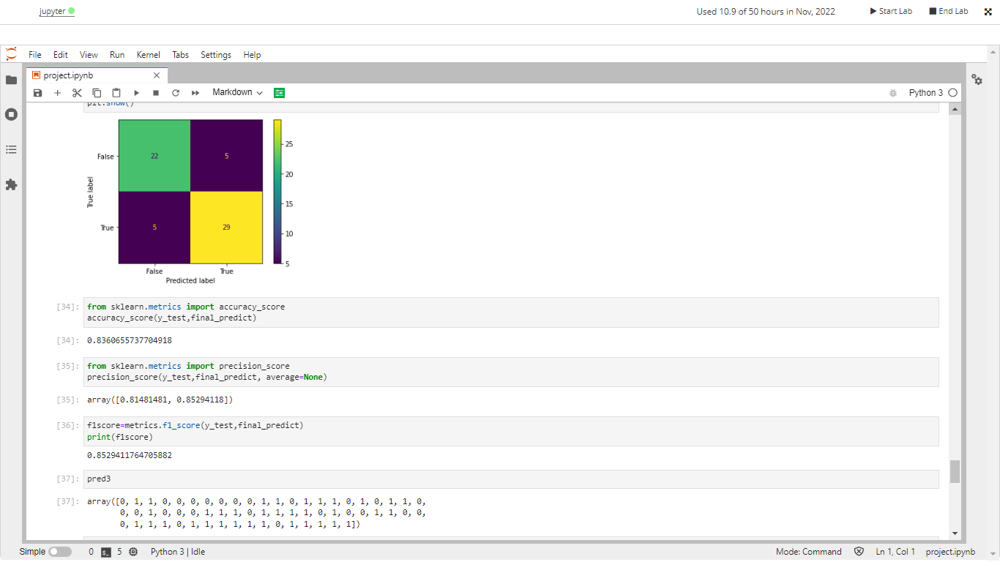 jupyter
Used 10.9 of 50 hours in Nov, 2022
Start Lab
End Lab
File Edit View Run Kernel Tabs Settings Help
project.ipynb
Markdown
Python 3
plt.show()
False
True
True label
22
5
5
29
False
True
Predicted label
25
20
15
10
5
[34]:
from sklearn.metrics import accuracy_score
accuracy_score(y_test,final_predict)
[34]:
0.8360655737704918
[35]:
from sklearn.metrics import precision_score
precision_score(y_test,final_predict, average=None)
[35]:
array([0.81481481, 0.85294118])
[36]:
f1score=metrics.f1_score(y_test,final_predict)
print(f1score)
0.8529411764705882
[37]:
pred3
[37]:
array([0, 1, 1, 0, 0, 0, 0, 0, 0, 0, 1, 1, 0, 1, 1, 1, 0, 1, 0, 1, 1, 0,
0, 0, 1, 0, 0, 0, 1, 1, 1, 0, 1, 1, 1, 1, 0, 1, 0, 0, 1, 1, 0, 0,
0, 1, 1, 1, 0, 1, 1, 1, 1, 1, 1, 0, 1, 1, 1, 1, 1])
Simple
0
5
Python 3 | Idle
Mode: Command
Ln 1, Col 1
project.ipynb